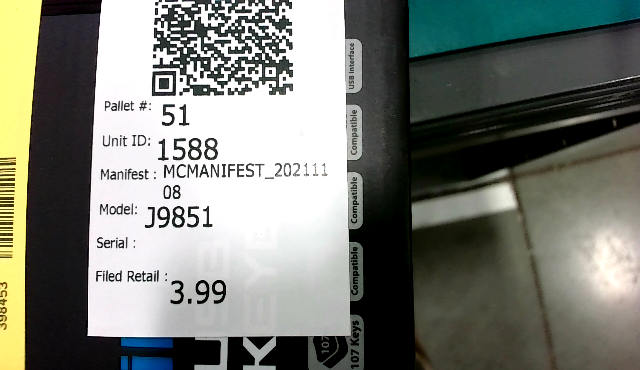 Pallet #: 51
Unit ID: 1588
Manifest : MCMANIFEST_202111
08
Model: J9851
Serial :
Filed Retail : 3.99
USB Interface
Compatible
Compatible
Compatible
107 Keys
107
398453